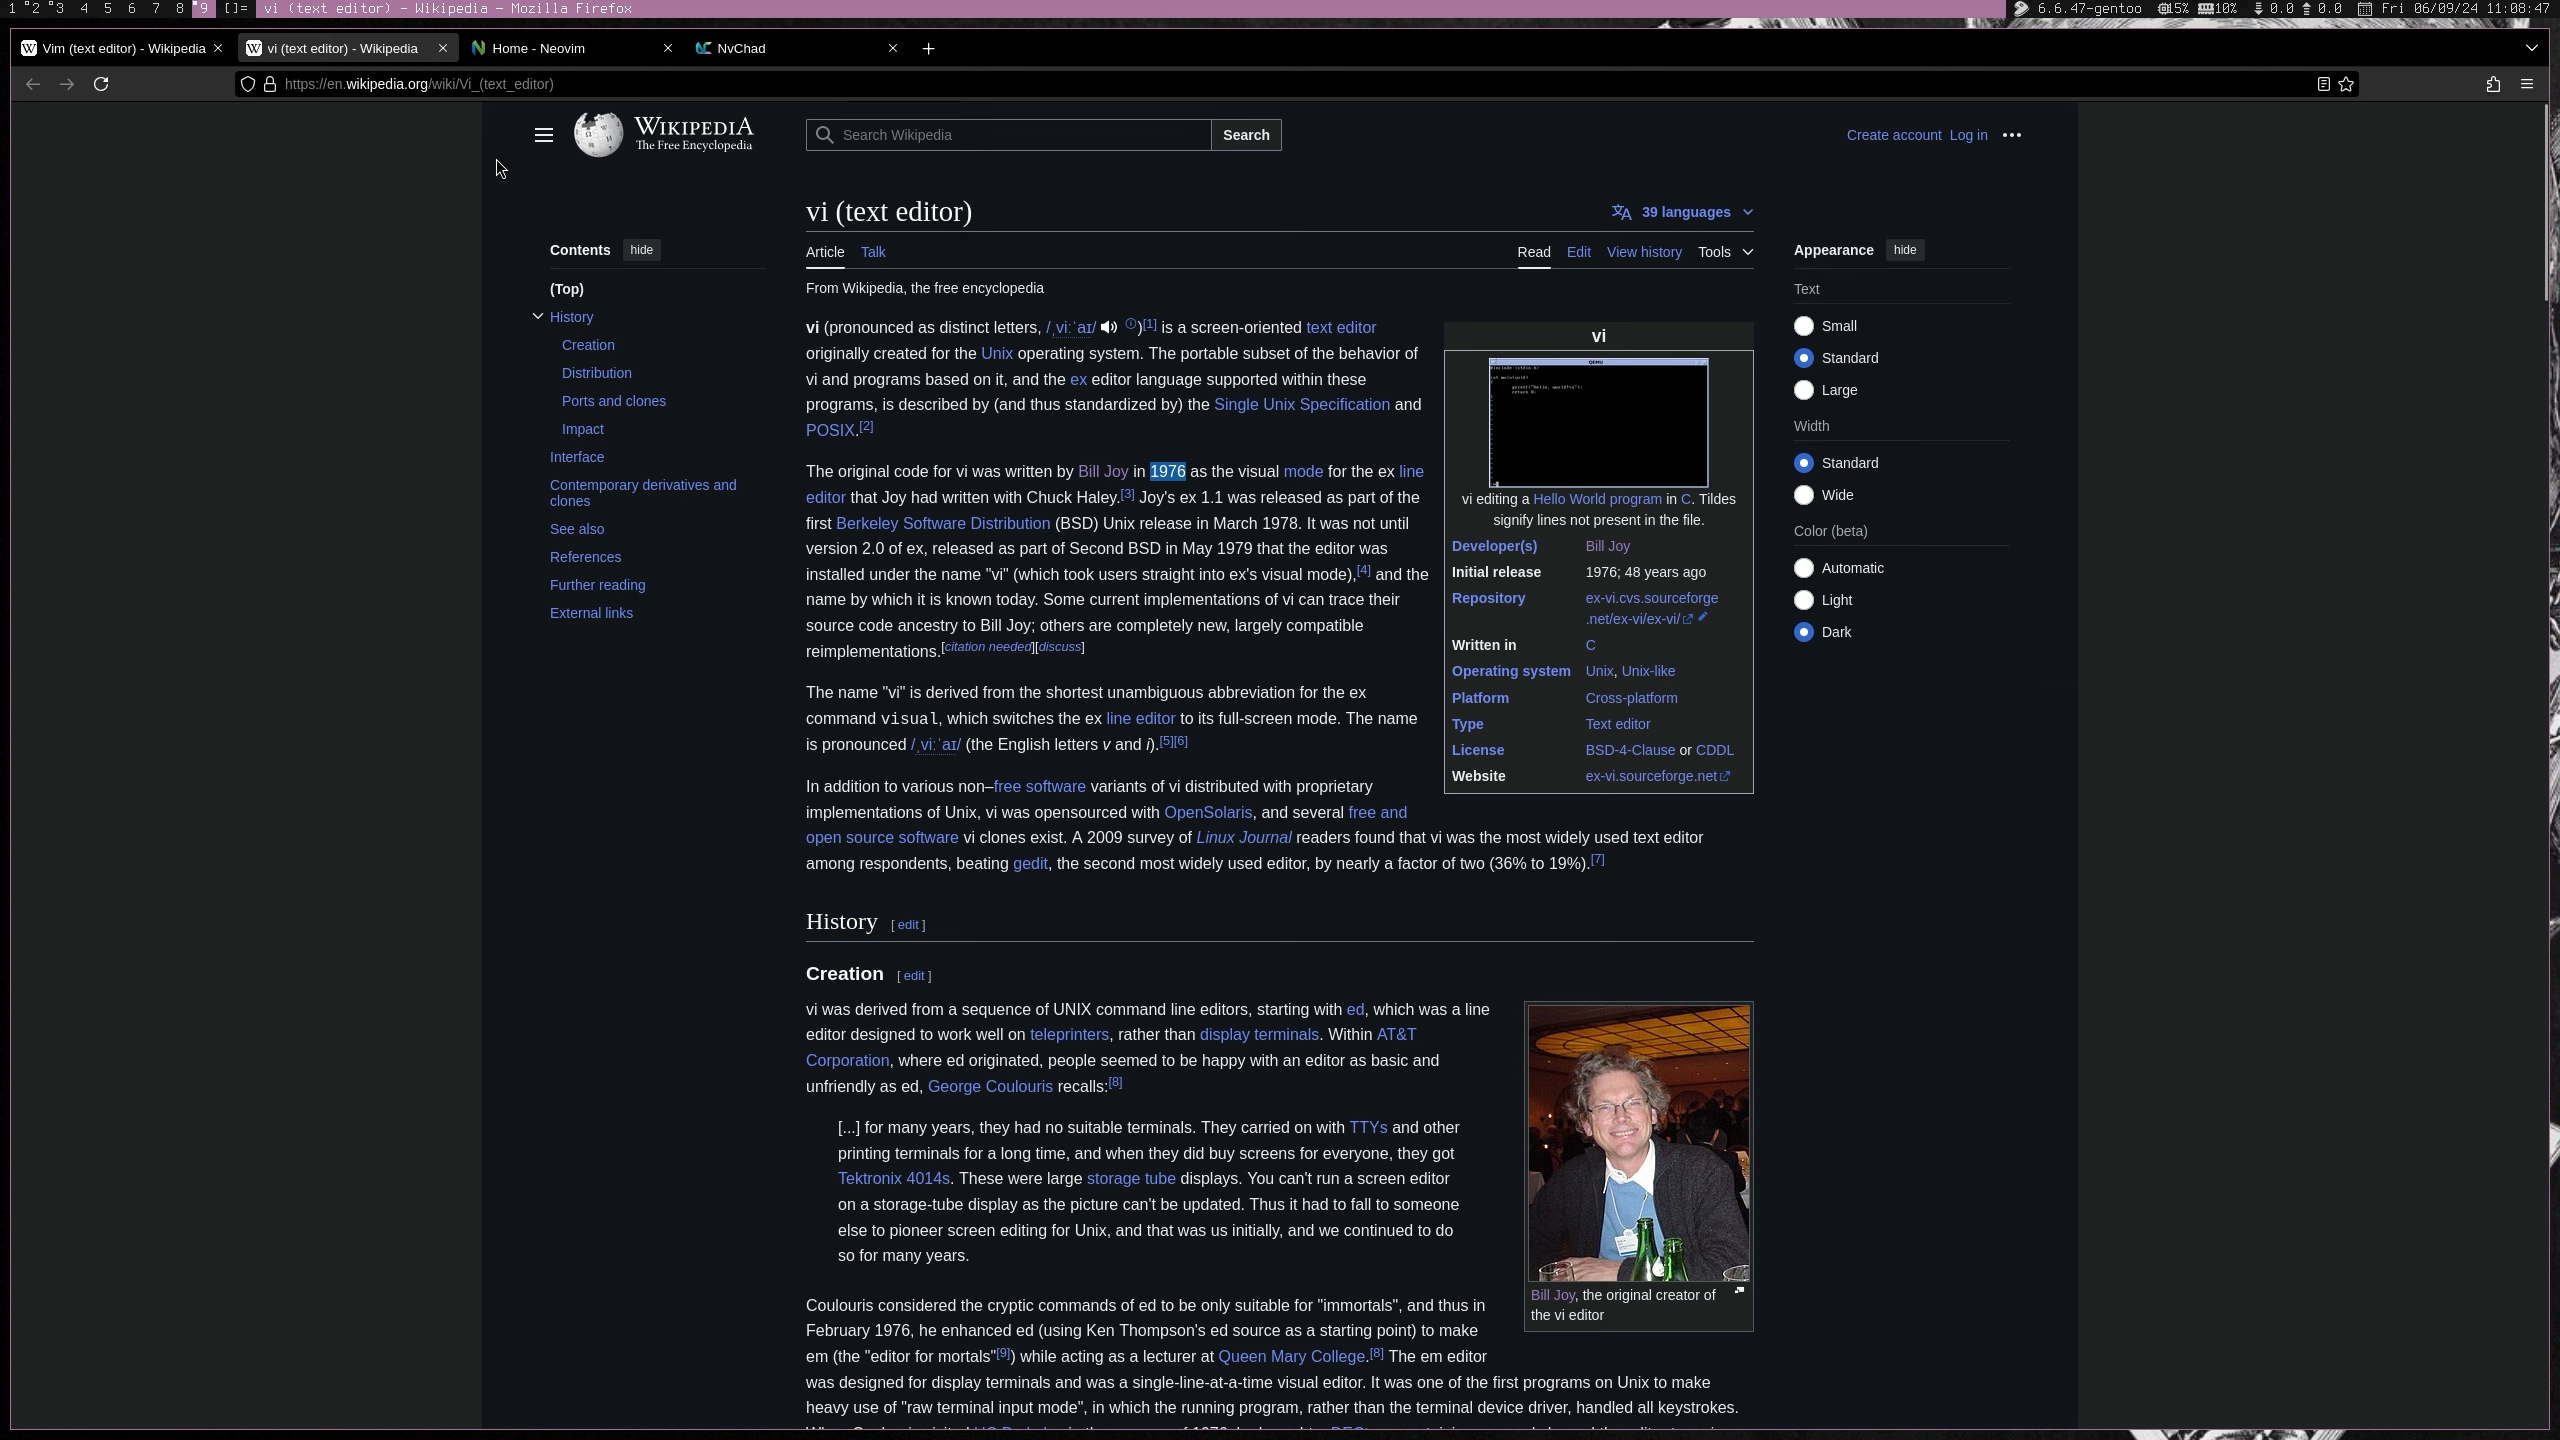 1 2 3 4 5 6 7 8 9 []= vi (text editor) — Wikipedia — Mozilla Firefox 6.6.47-gentoo 15% 10% 0.0 0.0 Fri 06/09/24 11:08:47
Vim (text editor) - Wikipedia vi (text editor) - Wikipedia Home - Neovim NvChad
https://en.wikipedia.org/wiki/Vi_(text_editor)
WIKIPEDIA
The Free Encyclopedia
Search Wikipedia Search
Create account Log in
vi (text editor)
39 languages
Article Talk Read Edit View history Tools
From Wikipedia, the free encyclopedia
Contents hide
(Top)
History
Creation
Distribution
Ports and clones
Impact
Interface
Contemporary derivatives and
clones
See also
References
Further reading
External links
vi (pronounced as distinct letters, /ˌviːˈaɪ/ ⓘ)[1] is a screen-oriented text editor
originally created for the Unix operating system. The portable subset of the behavior of
vi and programs based on it, and the ex editor language supported within these
programs, is described by (and thus standardized by) the Single Unix Specification and
POSIX.[2]
The original code for vi was written by Bill Joy in 1976 as the visual mode for the ex line
editor that Joy had written with Chuck Haley.[3] Joy's ex 1.1 was released as part of the
first Berkeley Software Distribution (BSD) Unix release in March 1978. It was not until
version 2.0 of ex, released as part of Second BSD in May 1979 that the editor was
installed under the name "vi" (which took users straight into ex's visual mode),[4] and the
name by which it is known today. Some current implementations of vi can trace their
source code ancestry to Bill Joy; others are completely new, largely compatible
reimplementations.[citation needed][discuss]
The name "vi" is derived from the shortest unambiguous abbreviation for the ex
command visual, which switches the ex line editor to its full-screen mode. The name
is pronounced /ˌviːˈaɪ/ (the English letters v and i).[5][6]
In addition to various non–free software variants of vi distributed with proprietary
implementations of Unix, vi was opensourced with OpenSolaris, and several free and
open source software vi clones exist. A 2009 survey of Linux Journal readers found that vi was the most widely used text editor
among respondents, beating gedit, the second most widely used editor, by nearly a factor of two (36% to 19%).[7]
vi
QEMU
#include <stdio.h>
int main(void)
{
printf("Hello, world!\n");
return 0;
vi editing a Hello World program in C. Tildes
signify lines not present in the file.
Developer(s) Bill Joy
Initial release 1976; 48 years ago
Repository ex-vi.cvs.sourceforge
.net/ex-vi/ex-vi/
Written in C
Operating system Unix, Unix-like
Platform Cross-platform
Type Text editor
License BSD-4-Clause or CDDL
Website ex-vi.sourceforge.net
Appearance hide
Text
Small
Standard
Large
Width
Standard
Wide
Color (beta)
Automatic
Light
Dark
History [ edit ]
Creation [ edit ]
vi was derived from a sequence of UNIX command line editors, starting with ed, which was a line
editor designed to work well on teleprinters, rather than display terminals. Within AT&T
Corporation, where ed originated, people seemed to be happy with an editor as basic and
unfriendly as ed, George Coulouris recalls:[8]
[...] for many years, they had no suitable terminals. They carried on with TTYs and other
printing terminals for a long time, and when they did buy screens for everyone, they got
Tektronix 4014s. These were large storage tube displays. You can't run a screen editor
on a storage-tube display as the picture can't be updated. Thus it had to fall to someone
else to pioneer screen editing for Unix, and that was us initially, and we continued to do
so for many years.
Bill Joy, the original creator of
the vi editor
Coulouris considered the cryptic commands of ed to be only suitable for "immortals", and thus in
February 1976, he enhanced ed (using Ken Thompson's ed source as a starting point) to make
em (the "editor for mortals"[9]) while acting as a lecturer at Queen Mary College.[8] The em editor
was designed for display terminals and was a single-line-at-a-time visual editor. It was one of the first programs on Unix to make
heavy use of "raw terminal input mode", in which the running program, rather than the terminal device driver, handled all keystrokes.